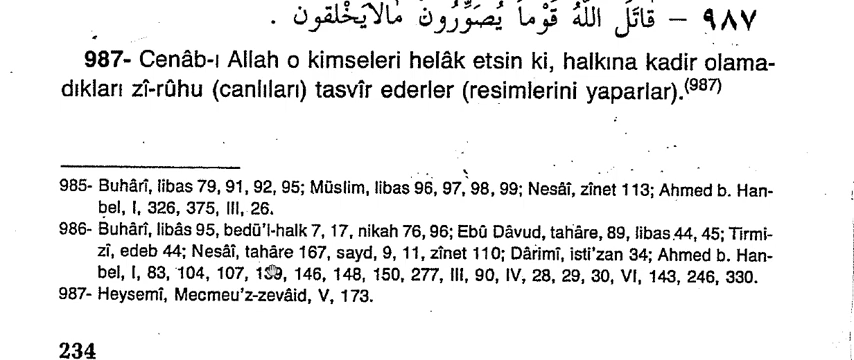 ٩٨٧ – قَاتَلَ اللّٰهُ قَوْماً يُصَوِّرُونَ مَالَايَخْلُقُونَ .
987- Cenâb-ı Allah o kimseleri helâk etsin ki, halkına kadir olama-
dıkları zî-rûhu (canlıları) tasvîr ederler (resimlerini yaparlar).(987)
985- Buhârî, libas 79, 91, 92, 95; Müslim, libas 96, 97, 98, 99; Nesâî, zînet 113; Ahmed b. Han-
bel, I, 326, 375, III, 26.
986- Buhârî, libâs 95, bedü'l-halk 7, 17, nikah 76, 96; Ebû Dâvud, tahâre, 89, libas 44, 45; Tirmi-
zî, edeb 44; Nesâî, tahâre 167, sayd, 9, 11, zînet 110; Dârimî, isti'zan 34; Ahmed b. Han-
bel, I, 83, 104, 107, 146, 148, 150, 277, III, 90, IV, 28, 29, 30, VI, 143, 246, 330.
987- Heysemî, Mecmeu'z-zevâid, V, 173.
234